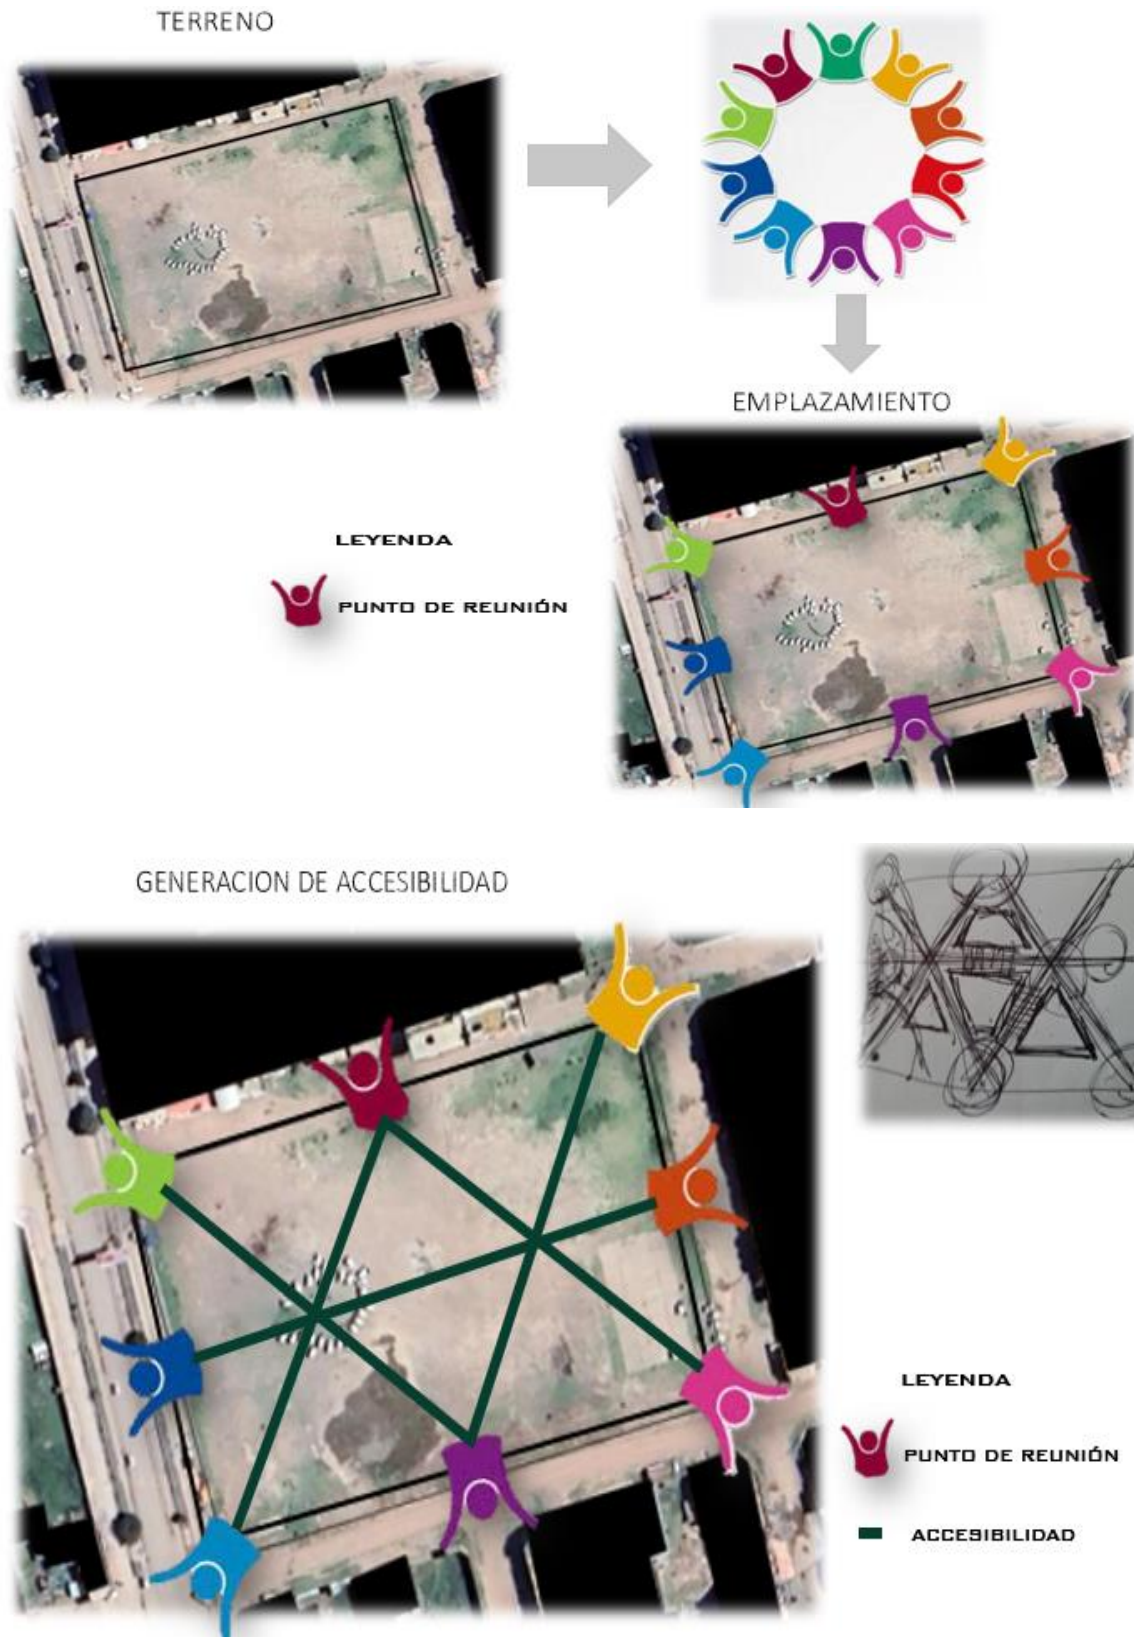 TERRENO
EMPLAZAMIENTO
LEYENDA
PUNTO DE REUNIÓN
GENERACION DE ACCESIBILIDAD
LEYENDA
PUNTO DE REUNIÓN
ACCESIBILIDAD